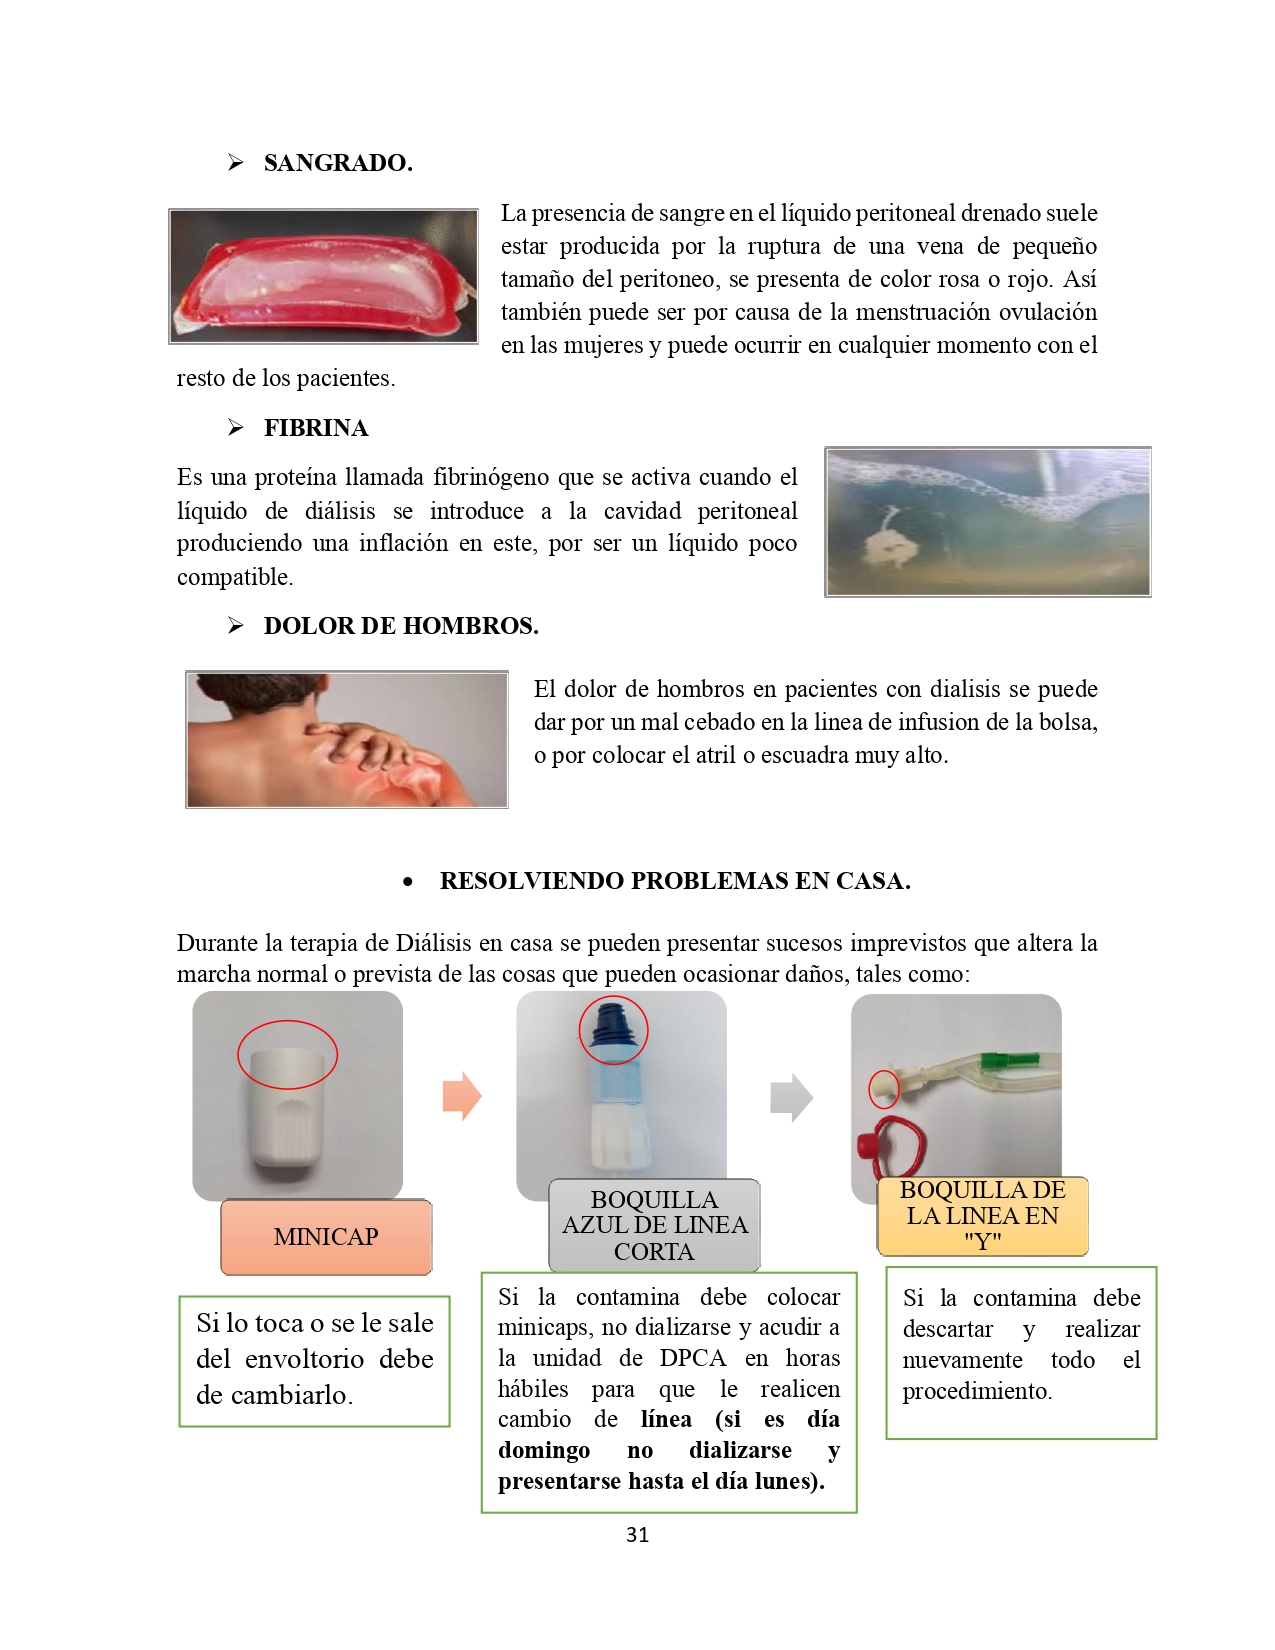 SANGRADO.
La presencia de sangre en el líquido peritoneal drenado suele
estar producida por la ruptura de una vena de pequeño
tamaño del peritoneo, se presenta de color rosa o rojo. Así
también puede ser por causa de la menstruación ovulación
en las mujeres y puede ocurrir en cualquier momento con el
resto de los pacientes.
FIBRINA
Es una proteína llamada fibrinógeno que se activa cuando el
líquido de diálisis se introduce a la cavidad peritoneal
produciendo una inflación en este, por ser un líquido poco
compatible.
DOLOR DE HOMBROS.
El dolor de hombros en pacientes con dialisis se puede
dar por un mal cebado en la linea de infusion de la bolsa,
o por colocar el atril o escuadra muy alto.
RESOLVIENDO PROBLEMAS EN CASA.
Durante la terapia de Diálisis en casa se pueden presentar sucesos imprevistos que altera la
marcha normal o prevista de las cosas que pueden ocasionar daños, tales como:
MINICAP
Si lo toca o se le sale
del envoltorio debe
de cambiarlo.
BOQUILLA
AZUL DE LINEA
CORTA
Si la contamina debe colocar
minicaps, no dializarse y acudir a
la unidad de DPCA en horas
hábiles para que le realicen
cambio de línea (si es día
domingo no dializarse y
presentarse hasta el día lunes).
BOQUILLA DE
LA LINEA EN
"Y"
Si la contamina debe
descartar y realizar
nuevamente todo el
procedimiento.
31